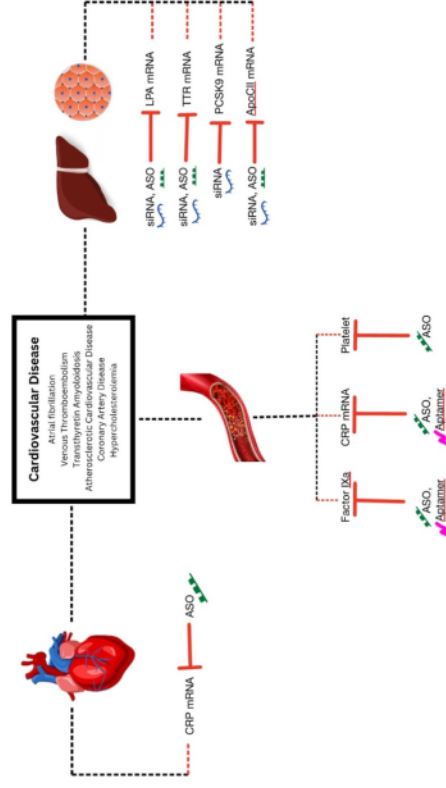 Cardiovascular Disease
Atrial fibrillation
Venous Thromboembolism
Transthyretin Amyoloidosis
Atherosclerotic Cardiovascular Disease
Coronary Artery Disease
Hypercholesterolemia
CRP mRNA
ASO
Factor IXa
CRP mRNA
Platelet
ASO,
Aptamer
ASO,
Aptamer
ASO
siRNA, ASO
LPA mRNA
siRNA, ASO
TTR mRNA
siRNA
PCSK9 mRNA
siRNA, ASO
ApoCII mRNA